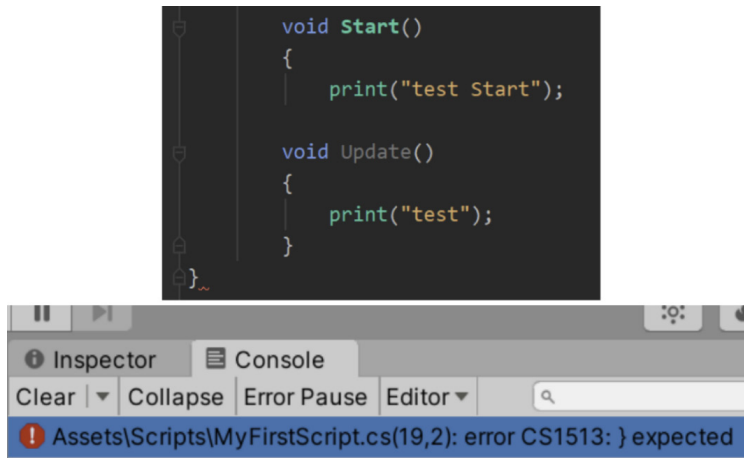 void Start()
{
print("test Start");
void Update()
{
print("test");
}
}
Inspector Console
Clear Collapse Error Pause Editor
Assets\Scripts\MyFirstScript.cs(19,2): error CS1513: } expected